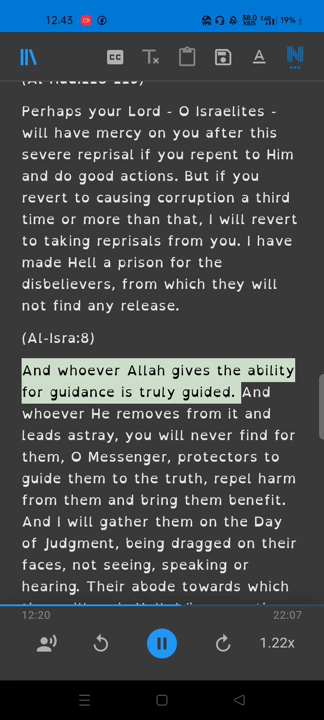 12.43
58.0
KB/S
19%
CC
A
N
Perhaps your Lord - O Israelites -
will have mercy on you after this
severe reprisal if you repent to Him
and do good actions. But if you
revert to causing corruption a third
time or more than that, I will revert
to taking reprisals from you. I have
made Hell a prison for the
disbelievers, from which they will
not find any release.
(Al-Isra:8)
And whoever Allah gives the ability
for guidance is truly guided. And
whoever He removes from it and
leads astray, you will never find for
them, O Messenger, protectors to
guide them to the truth, repel harm
from them and bring them benefit.
And I will gather them on the Day
of Judgment, being dragged on their
faces, not seeing, speaking or
hearing. Their abode towards which
12:20
22:07
1.22x